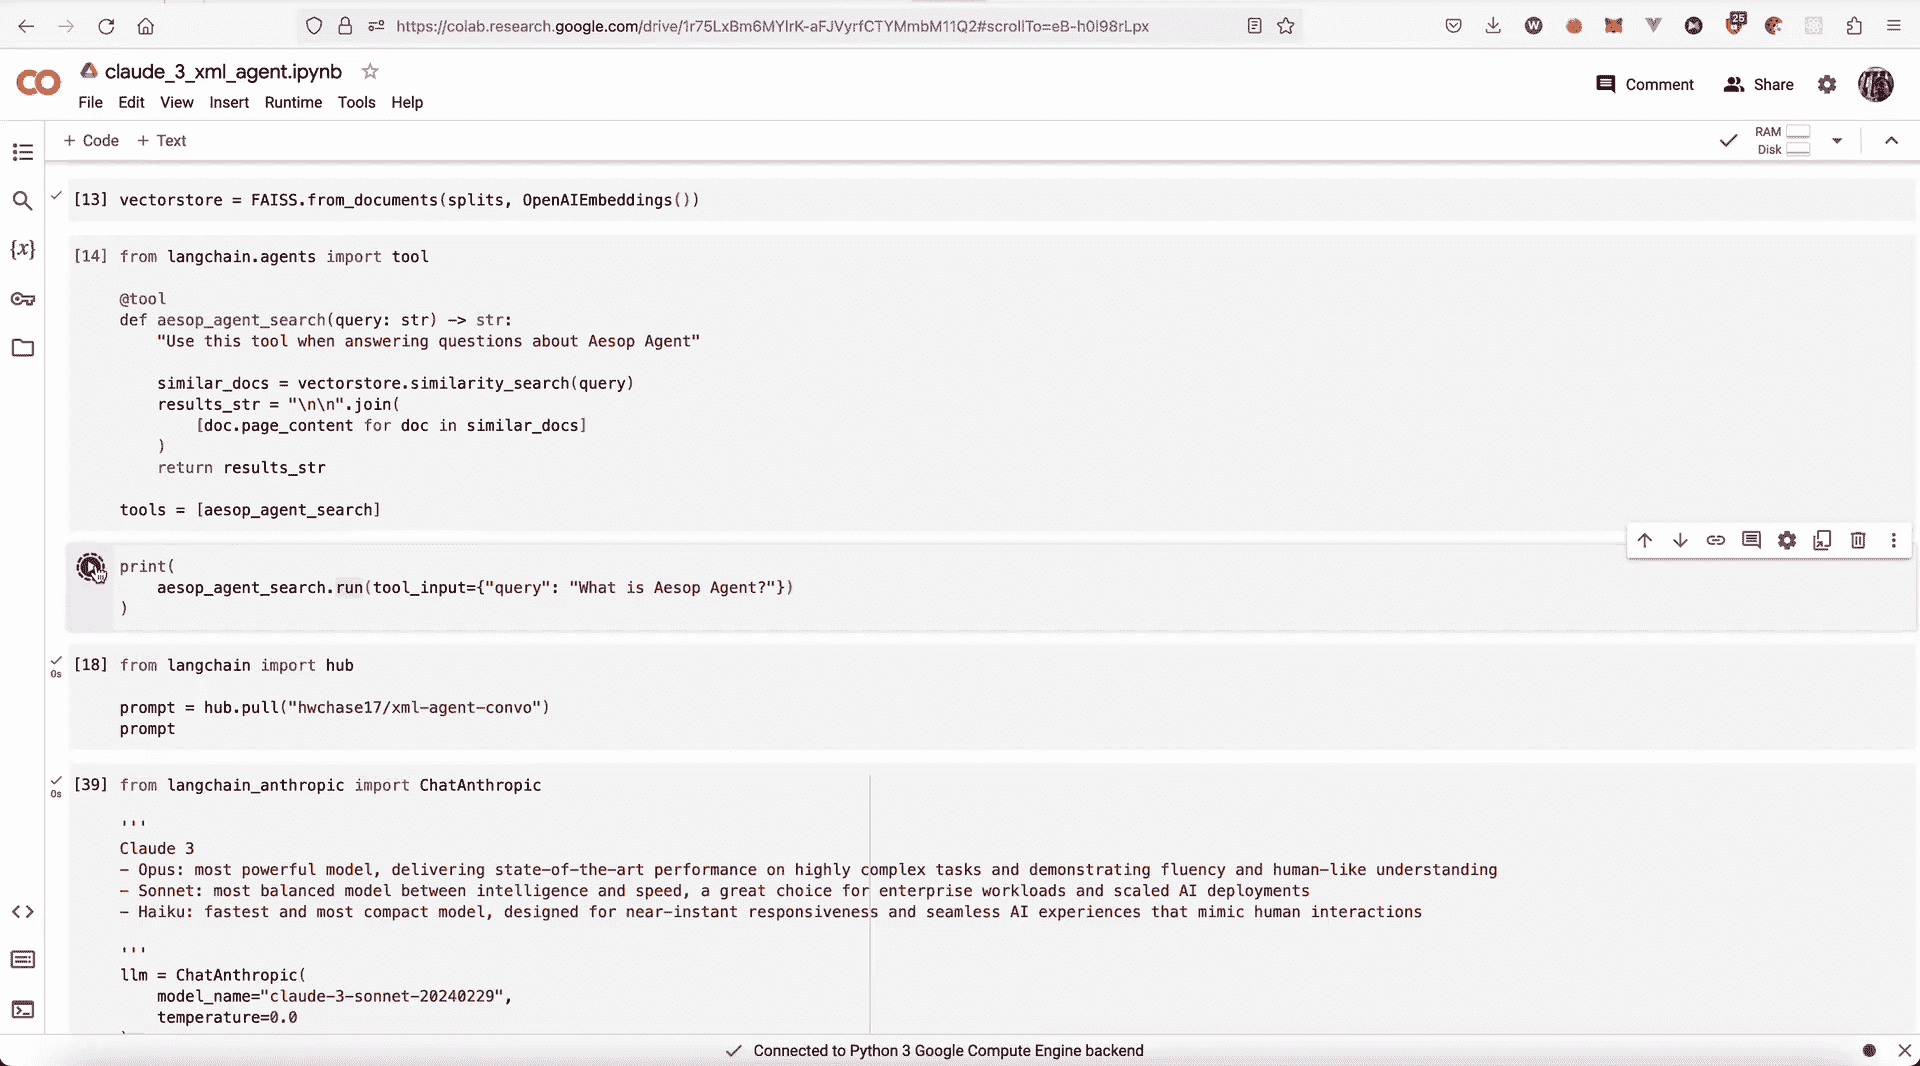 https://colab.research.google.com/drive/1r75LxBm6MYlrK-aFJVyrfCTYMmbM11Q2#scrollTo=eB-h0l98rLpx
25
CO
claude_3_xml_agent.ipynb
File Edit View Insert Runtime Tools Help
Comment
Share
+ Code + Text
RAM
Disk
{x}
[13] vectorstore = FAISS.from_documents(splits, OpenAIEmbeddings())
[14] from langchain.agents import tool
@tool
def aesop_agent_search(query: str) -> str:
"Use this tool when answering questions about Aesop Agent"
similar_docs = vectorstore.similarity_search(query)
results_str = "\n\n".join(
[doc.page_content for doc in similar_docs]
)
return results_str
tools = [aesop_agent_search]
print(
aesop_agent_search.run(tool_input={"query": "What is Aesop Agent?"})
)
0s
[18] from langchain import hub
prompt = hub.pull("hwchase17/xml-agent-convo")
prompt
0s
[39] from langchain_anthropic import ChatAnthropic
'''
Claude 3
- Opus: most powerful model, delivering state-of-the-art performance on highly complex tasks and demonstrating fluency and human-like understanding
- Sonnet: most balanced model between intelligence and speed, a great choice for enterprise workloads and scaled AI deployments
- Haiku: fastest and most compact model, designed for near-instant responsiveness and seamless AI experiences that mimic human interactions
'''
llm = ChatAnthropic(
model_name="claude-3-sonnet-20240229",
temperature=0.0
Connected to Python 3 Google Compute Engine backend